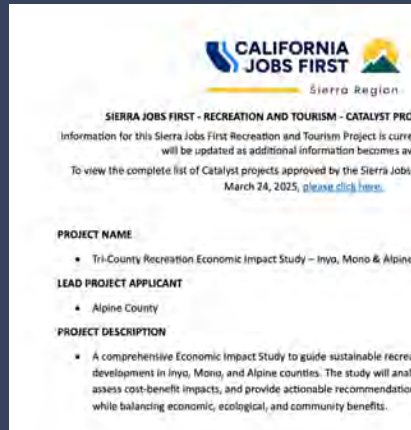 CALIFORNIA
JOBS FIRST
Sierra Region
SIERRA JOBS FIRST - RECREATION AND TOURISM - CATALYST PRO
Information for this Sierra Jobs First Recreation and Tourism Project is curre
will be updated as additional information becomes av
To view the complete list of Catalyst projects approved by the Sierra Jobs
March 24, 2025, please click here.
PROJECT NAME
• Tri-County Recreation Economic Impact Study – Inyo, Mono & Alpine
LEAD PROJECT APPLICANT
• Alpine County
PROJECT DESCRIPTION
• A comprehensive Economic Impact Study to guide sustainable recrea
development in Inyo, Mono, and Alpine counties. The study will anal
assess cost-benefit impacts, and provide actionable recommendation
while balancing economic, ecological, and community benefits.